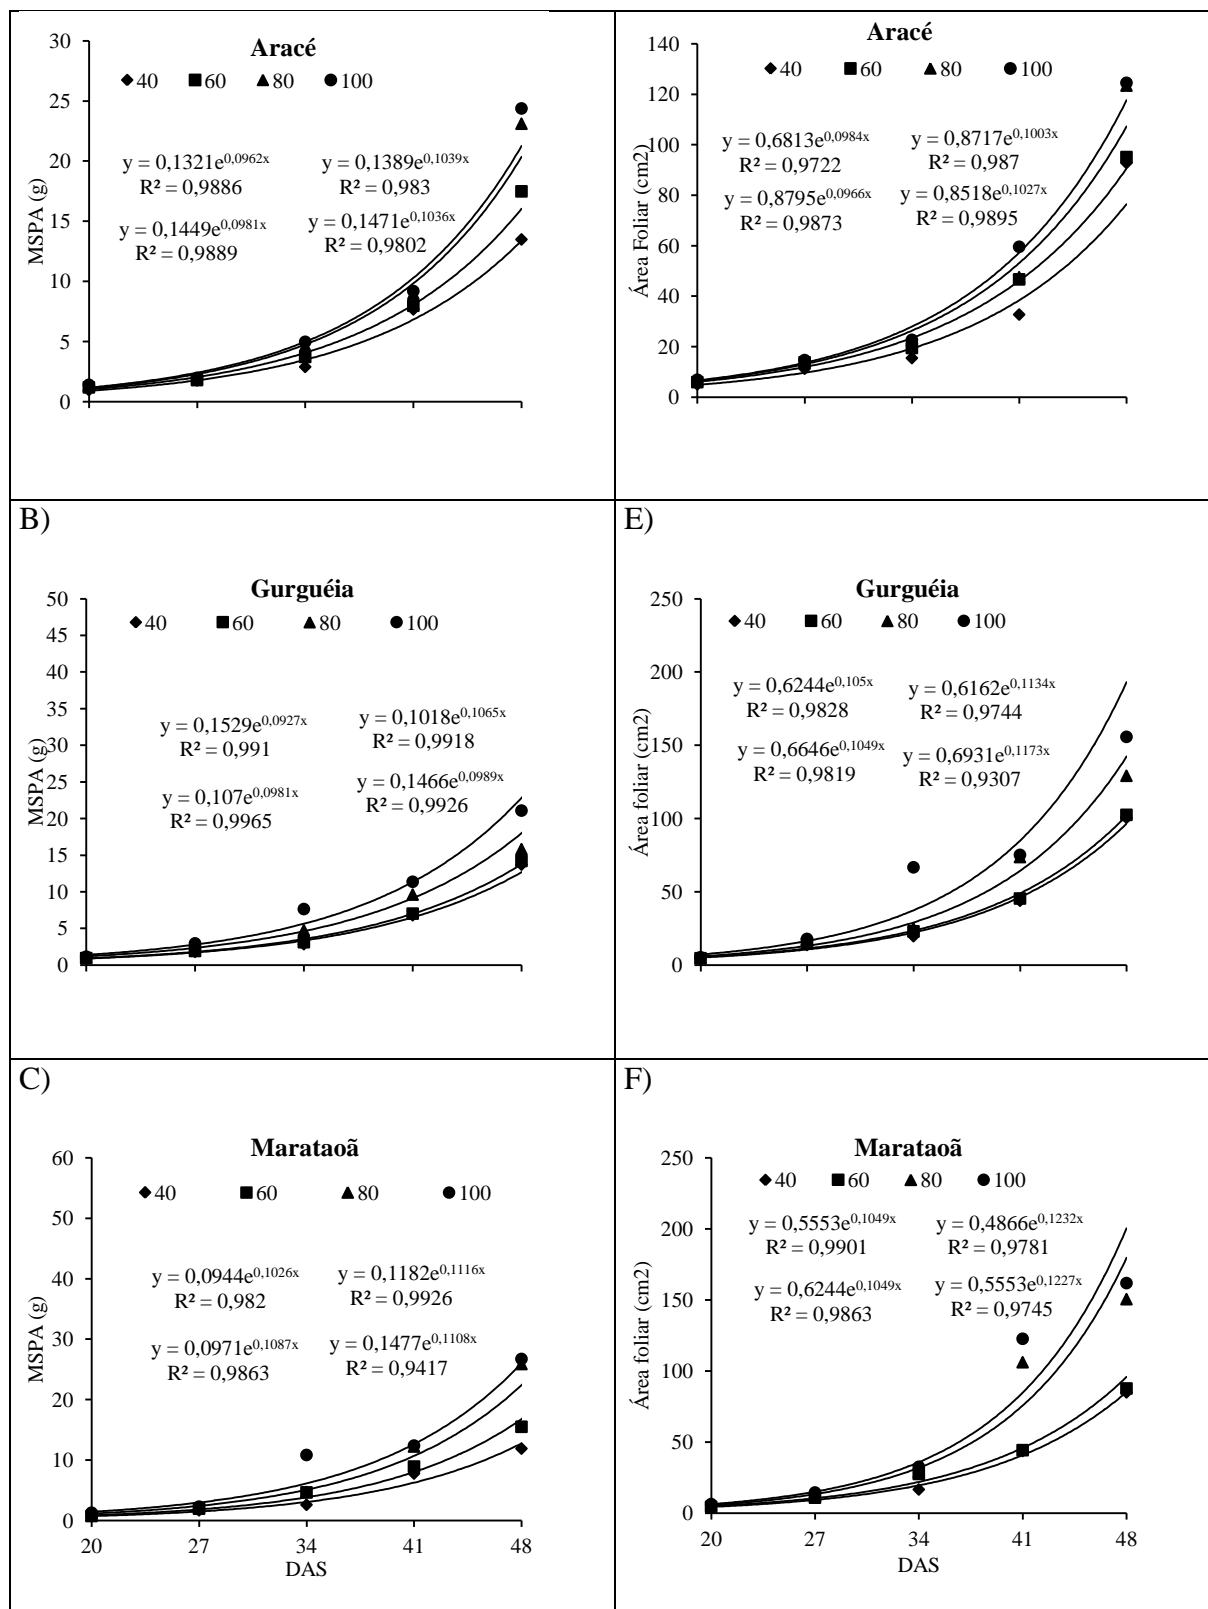 Aracé
40 60 80 100
30
25
20
15
10
5
0
MSPA (g)
y = 0,1321e^0,0962x
R² = 0,9886
y = 0,1389e^0,1039x
R² = 0,983
y = 0,1449e^0,0981x
R² = 0,9889
y = 0,1471e^0,1036x
R² = 0,9802
Aracé
40 60 80 100
140
120
100
80
60
40
20
0
Área Foliar (cm2)
y = 0,6813e^0,0984x
R² = 0,9722
y = 0,8717e^0,1003x
R² = 0,987
y = 0,8795e^0,0966x
R² = 0,9873
y = 0,8518e^0,1027x
R² = 0,9895
B)
Gurguéia
40 60 80 100
50
45
40
35
30
25
20
15
10
5
0
MSPA (g)
y = 0,1529e^0,0927x
R² = 0,991
y = 0,1018e^0,1065x
R² = 0,9918
y = 0,107e^0,0981x
R² = 0,9965
y = 0,1466e^0,0989x
R² = 0,9926
E)
Gurguéia
40 60 80 100
250
200
150
100
50
0
Área foliar (cm2)
y = 0,6244e^0,105x
R² = 0,9828
y = 0,6162e^0,1134x
R² = 0,9744
y = 0,6646e^0,1049x
R² = 0,9819
y = 0,6931e^0,1173x
R² = 0,9307
C)
Marataoã
40 60 80 100
60
50
40
30
20
10
0
MSPA (g)
y = 0,0944e^0,1026x
R² = 0,982
y = 0,1182e^0,1116x
R² = 0,9926
y = 0,0971e^0,1087x
R² = 0,9863
y = 0,1477e^0,1108x
R² = 0,9417
20 27 34 41 48
DAS
F)
Marataoã
40 60 80 100
250
200
150
100
50
0
Área foliar (cm2)
y = 0,5553e^0,1049x
R² = 0,9901
y = 0,4866e^0,1232x
R² = 0,9781
y = 0,6244e^0,1049x
R² = 0,9863
y = 0,5553e^0,1227x
R² = 0,9745
20 27 34 41 48
DAS